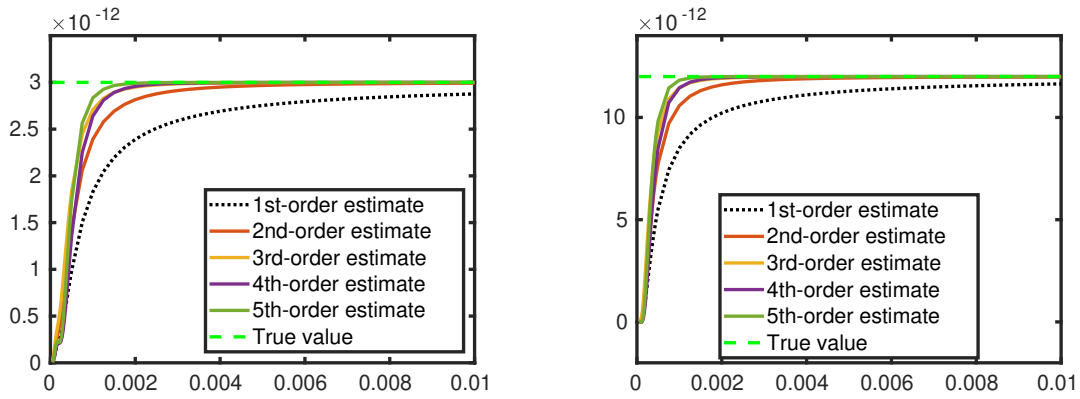 ×10⁻¹²
3.5
3
2.5
2
1.5
1
0.5
0
0 0.002 0.004 0.006 0.008 0.01
1st-order estimate
2nd-order estimate
3rd-order estimate
4th-order estimate
5th-order estimate
True value
×10⁻¹²
10
5
0
0 0.002 0.004 0.006 0.008 0.01
1st-order estimate
2nd-order estimate
3rd-order estimate
4th-order estimate
5th-order estimate
True value